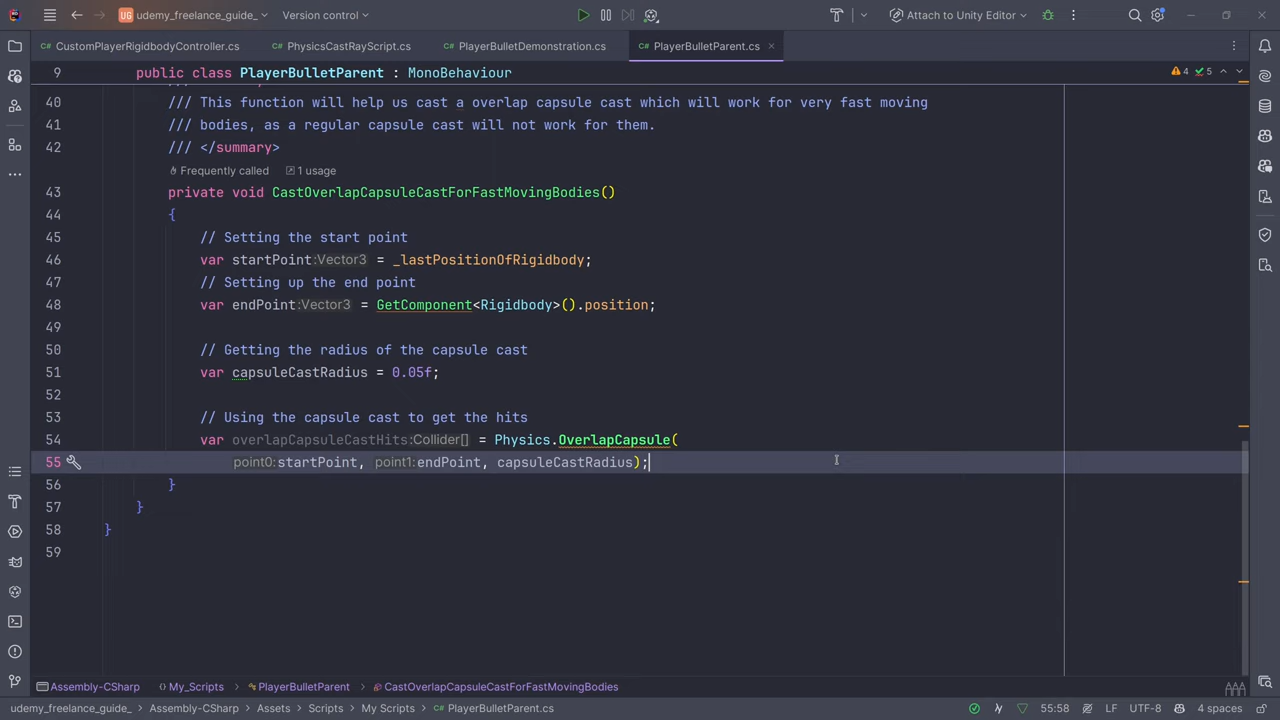 UG udemy_freelance_guide_ Version control Attach to Unity Editor
CustomPlayerRigidbodyController.cs PhysicsCastRayScript.cs PlayerBulletDemonstration.cs PlayerBulletParent.cs
9 public class PlayerBulletParent : MonoBehaviour 4 5
40 /// This function will help us cast a overlap capsule cast which will work for very fast moving
41 /// bodies, as a regular capsule cast will not work for them.
42 /// </summary>
Frequently called 1 usage
43 private void CastOverlapCapsuleCastForFastMovingBodies()
44 {
45 // Setting the start point
46 var startPoint:Vector3 = _lastPositionOfRigidbody;
47 // Setting up the end point
48 var endPoint:Vector3 = GetComponent<Rigidbody>().position;
49
50 // Getting the radius of the capsule cast
51 var capsuleCastRadius = 0.05f;
52
53 // Using the capsule cast to get the hits
54 var overlapCapsuleCastHits:Collider[] = Physics.OverlapCapsule(
55 point0:startPoint, point1:endPoint, capsuleCastRadius);
56 }
57 }
58 }
59
Assembly-CSharp My_Scripts PlayerBulletParent CastOverlapCapsuleCastForFastMovingBodies
udemy_freelance_guide_ Assembly-CSharp Assets Scripts My Scripts PlayerBulletParent.cs 55:58 LF UTF-8 4 spaces